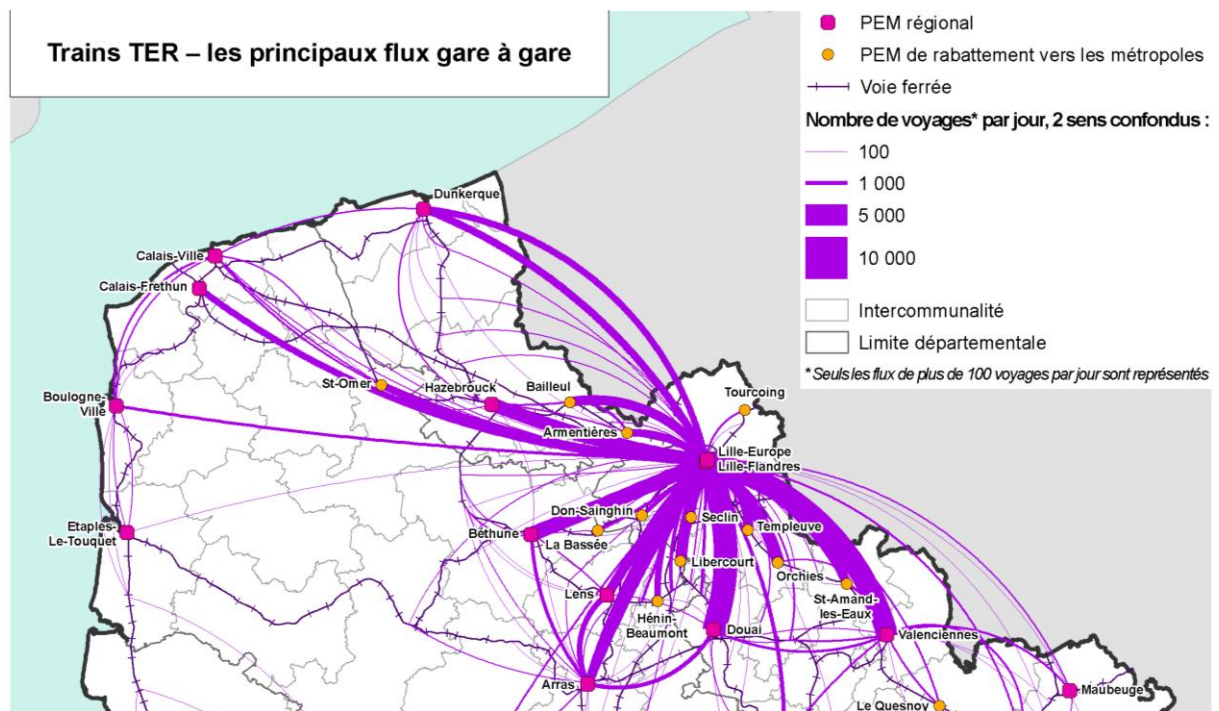 Trains TER – les principaux flux gare à gare
PEM régional
PEM de rabattement vers les métropoles
Voie ferrée
Nombre de voyages* par jour, 2 sens confondus :
100
1 000
5 000
10 000
Intercommunalité
Limite départementale
*Seuls les flux de plus de 100 voyages par jour sont représentés
Dunkerque
Calais-Ville
Calais-Frethun
St-Omer
Hazebrouck
Bailleul
Tourcoing
Boulogne-
Ville
Armentières
Lille-Europe
Lille-Flandres
Etaples-
Le-Touquet
Béthune
Don-Sainghin
La Bassée
Seclin
Templeuve
Libercourt
Orchies
Lens
St-Amand-
les-Eaux
Hénin-
Beaumont
Douai
Valenciennes
Arras
Maubeuge
Le Quesnoy